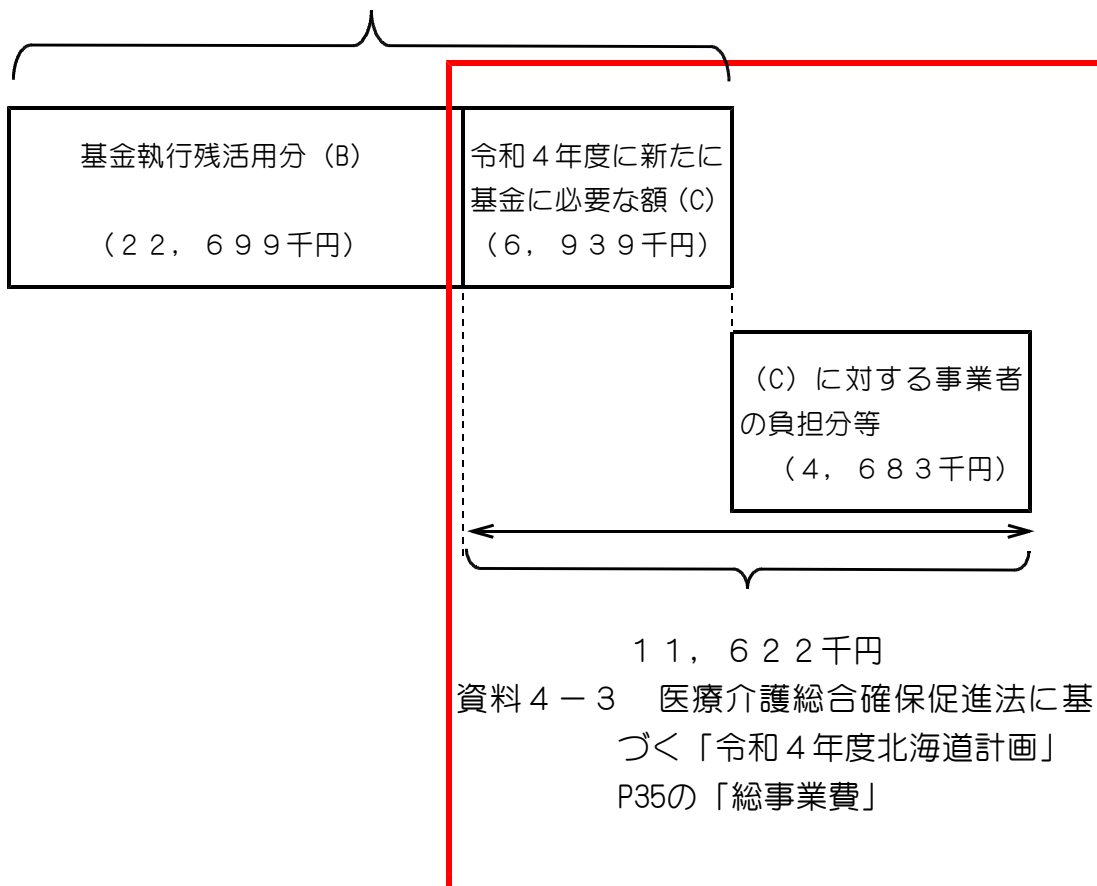 基金執行残活用分（B）
（２２，６９９千円）
令和４年度に新たに
基金に必要な額（C）
（６，９３９千円）
（C）に対する事業者
の負担分等
（４，６８３千円）
１１，６２２千円
資料４－３　医療介護総合確保促進法に基
づく「令和４年度北海道計画」
P35の「総事業費」